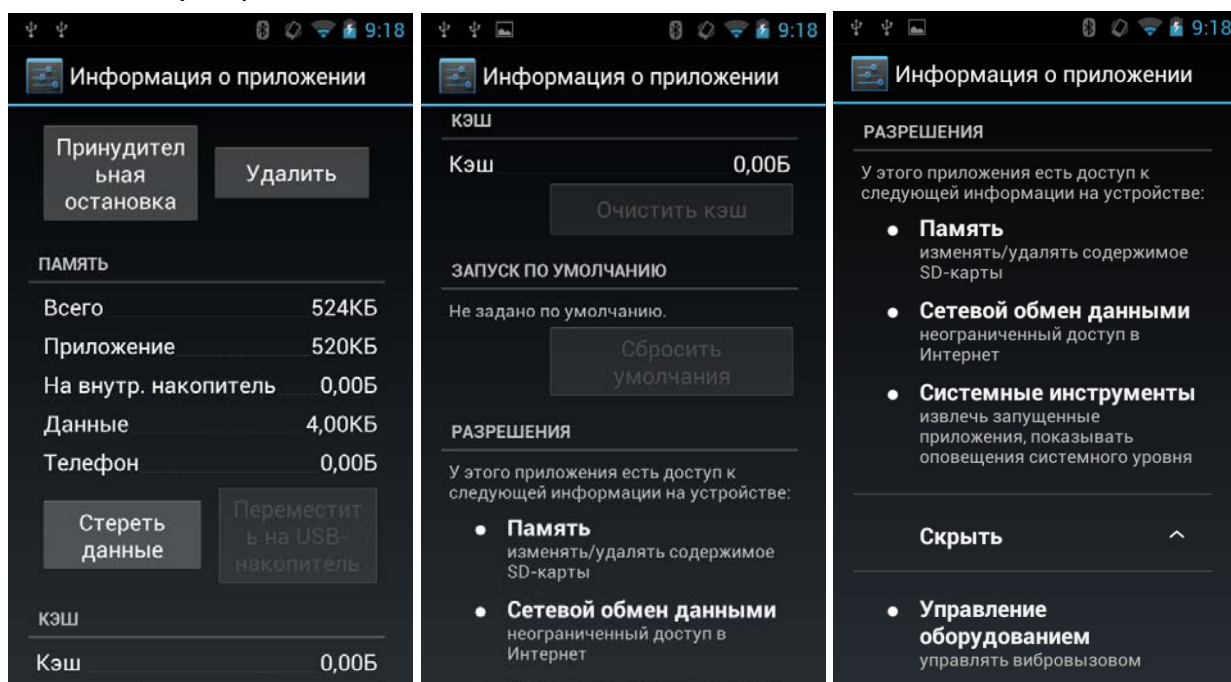 9:18
Информация о приложении
Принудител
ьная
остановка
Удалить
ПАМЯТЬ
Всего 524КБ
Приложение 520КБ
На внутр. накопитель 0,00Б
Данные 4,00КБ
Телефон 0,00Б
Стереть
данные
Переместит
ь на USB-
накопитель
КЭШ
Кэш 0,00Б
9:18
Информация о приложении
КЭШ
Кэш 0,00Б
Очистить кэш
ЗАПУСК ПО УМОЛЧАНИЮ
Не задано по умолчанию.
Сбросить
умолчания
РАЗРЕШЕНИЯ
У этого приложения есть доступ к
следующей информации на устройстве:
● Память
изменять/удалять содержимое
SD-карты
● Сетевой обмен данными
неограниченный доступ в
Интернет
9:18
Информация о приложении
РАЗРЕШЕНИЯ
У этого приложения есть доступ к
следующей информации на устройстве:
● Память
изменять/удалять содержимое
SD-карты
● Сетевой обмен данными
неограниченный доступ в
Интернет
● Системные инструменты
извлечь запущенные
приложения, показывать
оповещения системного уровня
Скрыть
● Управление
оборудованием
управлять вибровызовом